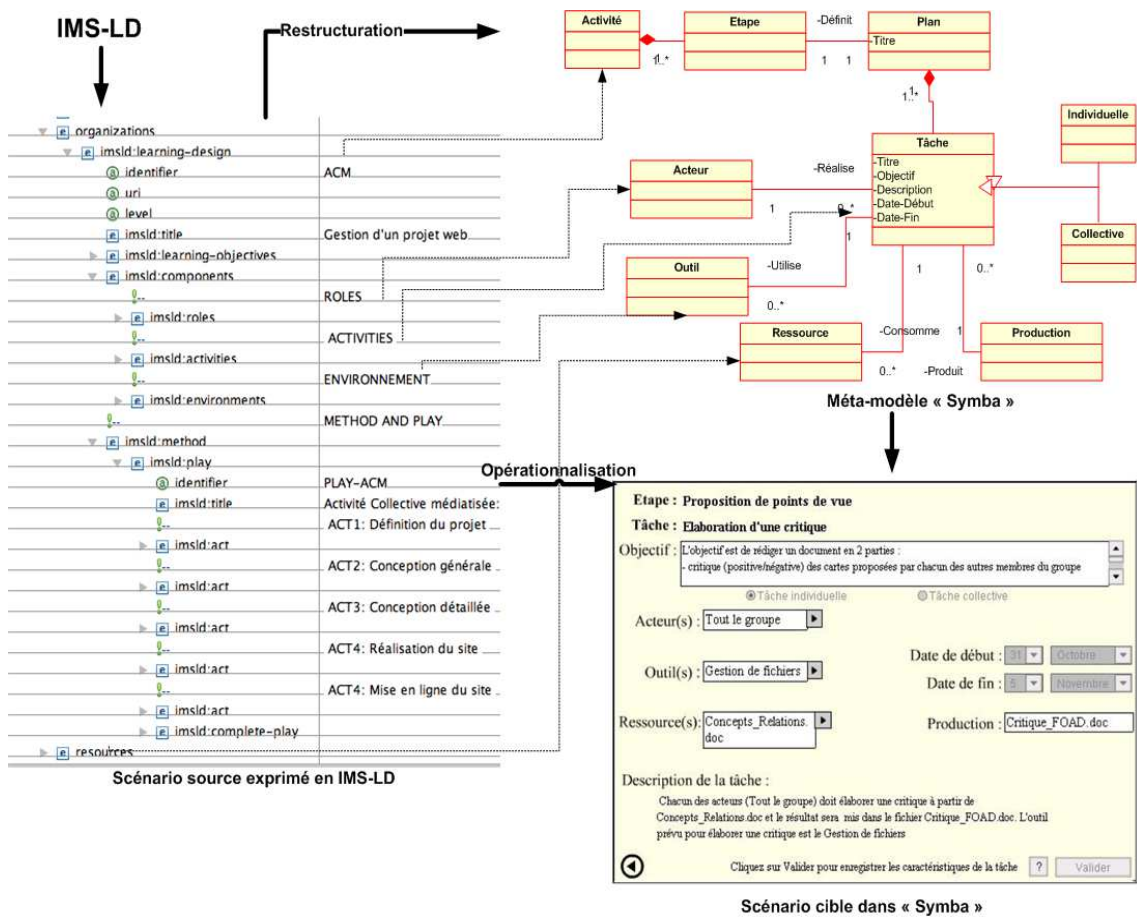 IMS-LD
Restructuration
organizations
imsld:learning-design
identifier ACM
uri
level
imsld:title Gestion d'un projet web
imsld:learning-objectives
imsld:components
!-- ROLES
imsld:roles
!-- ACTIVITIES
imsld:activities
!-- ENVIRONNEMENT
imsld:environments
!-- METHOD AND PLAY
imsld:method
imsld:play
identifier PLAY-ACM
imsld:title Activité Collective médiatisée:
!-- ACT1: Définition du projet
imsld:act
!-- ACT2: Conception générale
imsld:act
!-- ACT3: Conception détaillée
imsld:act
!-- ACT4: Réalisation du site
imsld:act
!-- ACT4: Mise en ligne du site
imsld:act
imsld:complete-play
resources
Scénario source exprimé en IMS-LD
Activité
1..*
Etape
-Définit
1 1
Plan
-Titre
1
1..*
Individuelle
Collective
Tâche
-Titre
-Objectif
-Description
-Date-Début
-Date-Fin
Acteur
-Réalise
1 0..*
Outil
-Utilise
1
0..*
Ressource
-Consomme
1
0..*
Production
-Produit
1
0..*
Méta-modèle « Symba »
Opérationnalisation
Etape : Proposition de points de vue
Tâche : Elaboration d'une critique
Objectif : L'objectif est de rédiger un document en 2 parties :
- critique (positive/négative) des cartes proposées par chacun des autres membres du groupe
Tâche individuelle Tâche collective
Acteur(s) : Tout le groupe
Outil(s) : Gestion de fichiers
Date de début : 31 Octobre
Date de fin : 5 Novembre
Ressource(s): Concepts_Relations.
doc
Production : Critique_FOAD.doc
Description de la tâche :
Chacun des acteurs (Tout le groupe) doit élaborer une critique à partir de
Concepts_Relations.doc et le résultat sera mis dans le fichier Critique_FOAD.doc. L'outil
prévu pour élaborer une critique est le Gestion de fichiers
Cliquez sur Valider pour enregistrer les caractéristiques de la tâche ? Valider
Scénario cible dans « Symba »